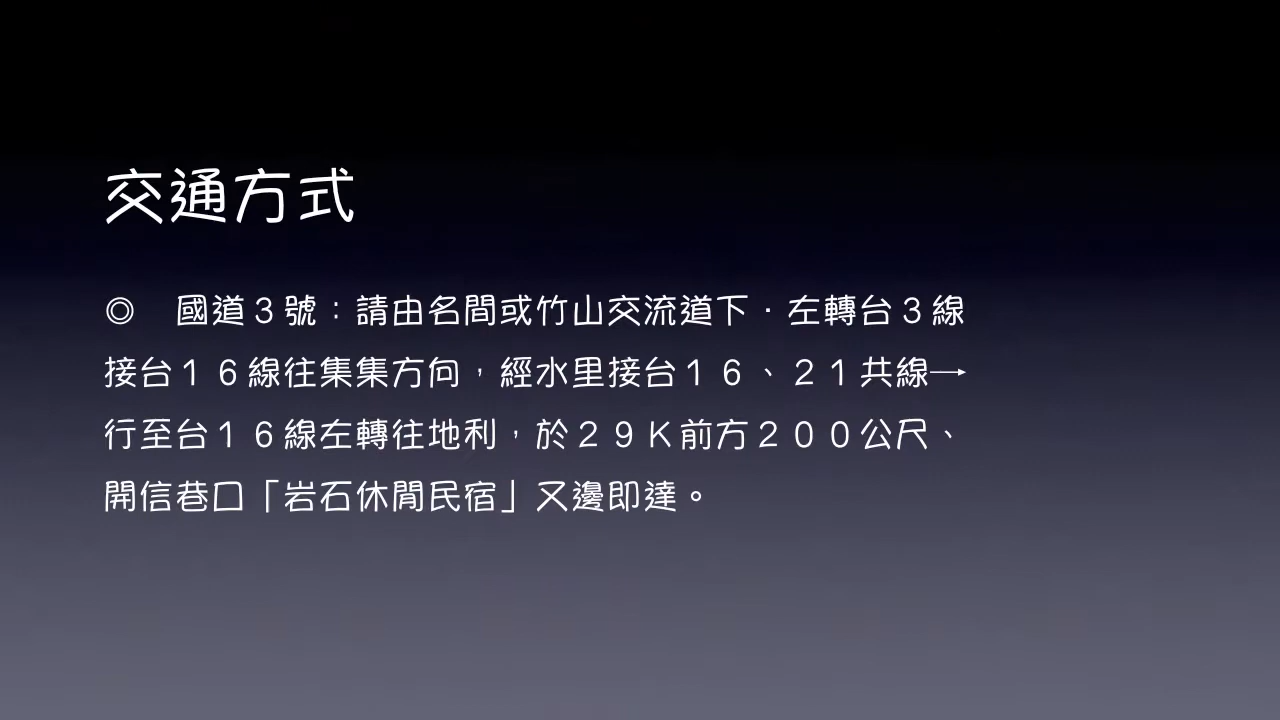 交通方式
◎　國道３號：請由名間或竹山交流道下．左轉台３線
接台１６線往集集方向，經水里接台１６、２１共線→
行至台１６線左轉往地利，於２９Ｋ前方２００公尺、
開信巷口「岩石休閒民宿」又邊即達。